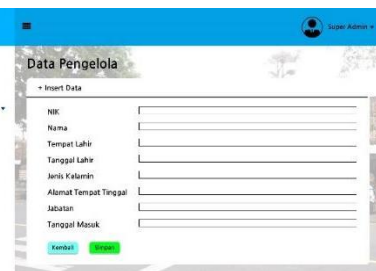 Super Admin
Data Pengelola
+ Insert Data
NIK
Nama
Tempat Lahir
Tanggal Lahir
Jenis Kalamin
Alamat Tempat Tinggal
Jabatan
Tanggal Masuk
Kembali
Simpan